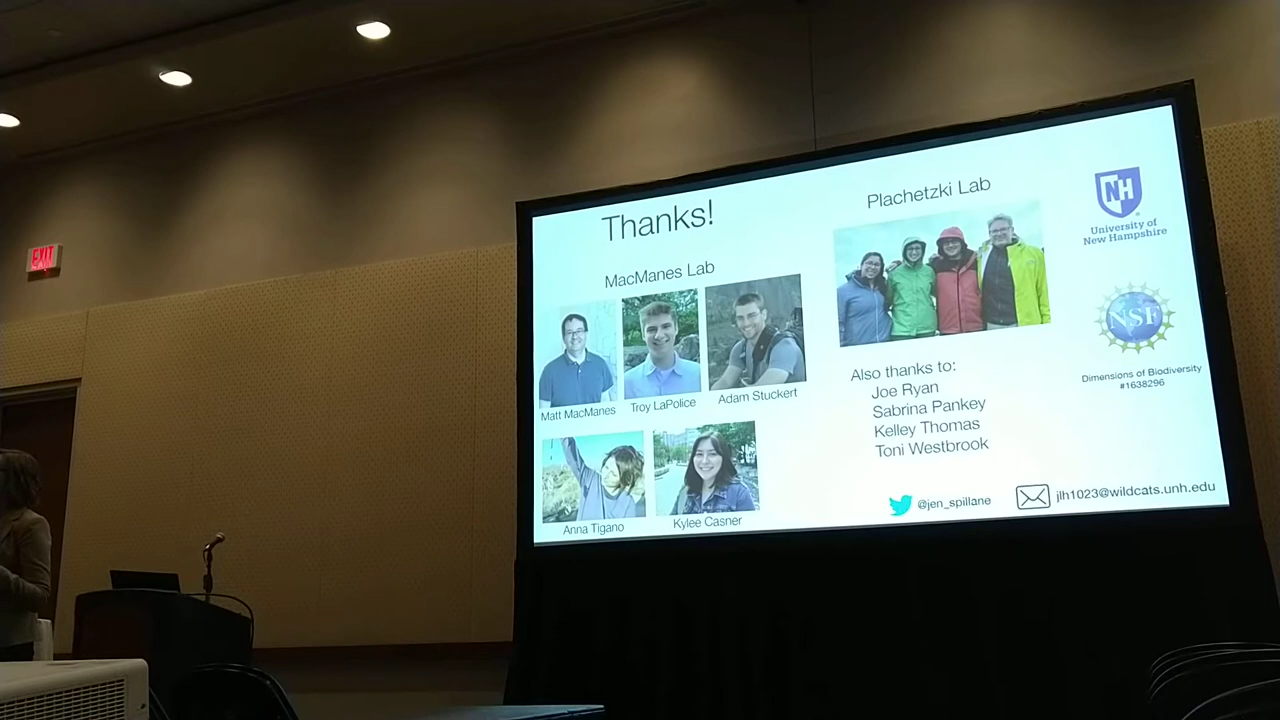 EXIT
Thanks!
MacManes Lab
Matt MacManes
Troy LaPolice
Adam Stuckert
Anna Tigano
Kylee Casner
Plachetzki Lab
Also thanks to:
Joe Ryan
Sabrina Pankey
Kelley Thomas
Toni Westbrook
@jen_spillane
jlh1023@wildcats.unh.edu
NH
University of
New Hampshire
NSF
Dimensions of Biodiversity
#1638296